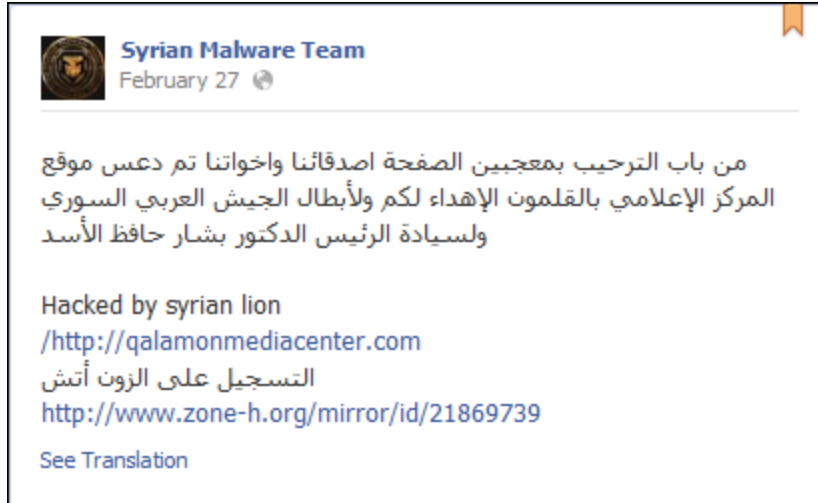 Syrian Malware Team
February 27
من باب الترحيب بمعجبين الصفحة اصدقائنا واخواتنا تم دعس موقع
المركز الإعلامي بالقلمون الإهداء لكم ولأبطال الجيش العربي السوري
ولسيادة الرئيس الدكتور بشار حافظ الأسد
Hacked by syrian lion
/http://qalamonmediacenter.com
التسجيل على الزون أتش
http://www.zone-h.org/mirror/id/21869739
See Translation